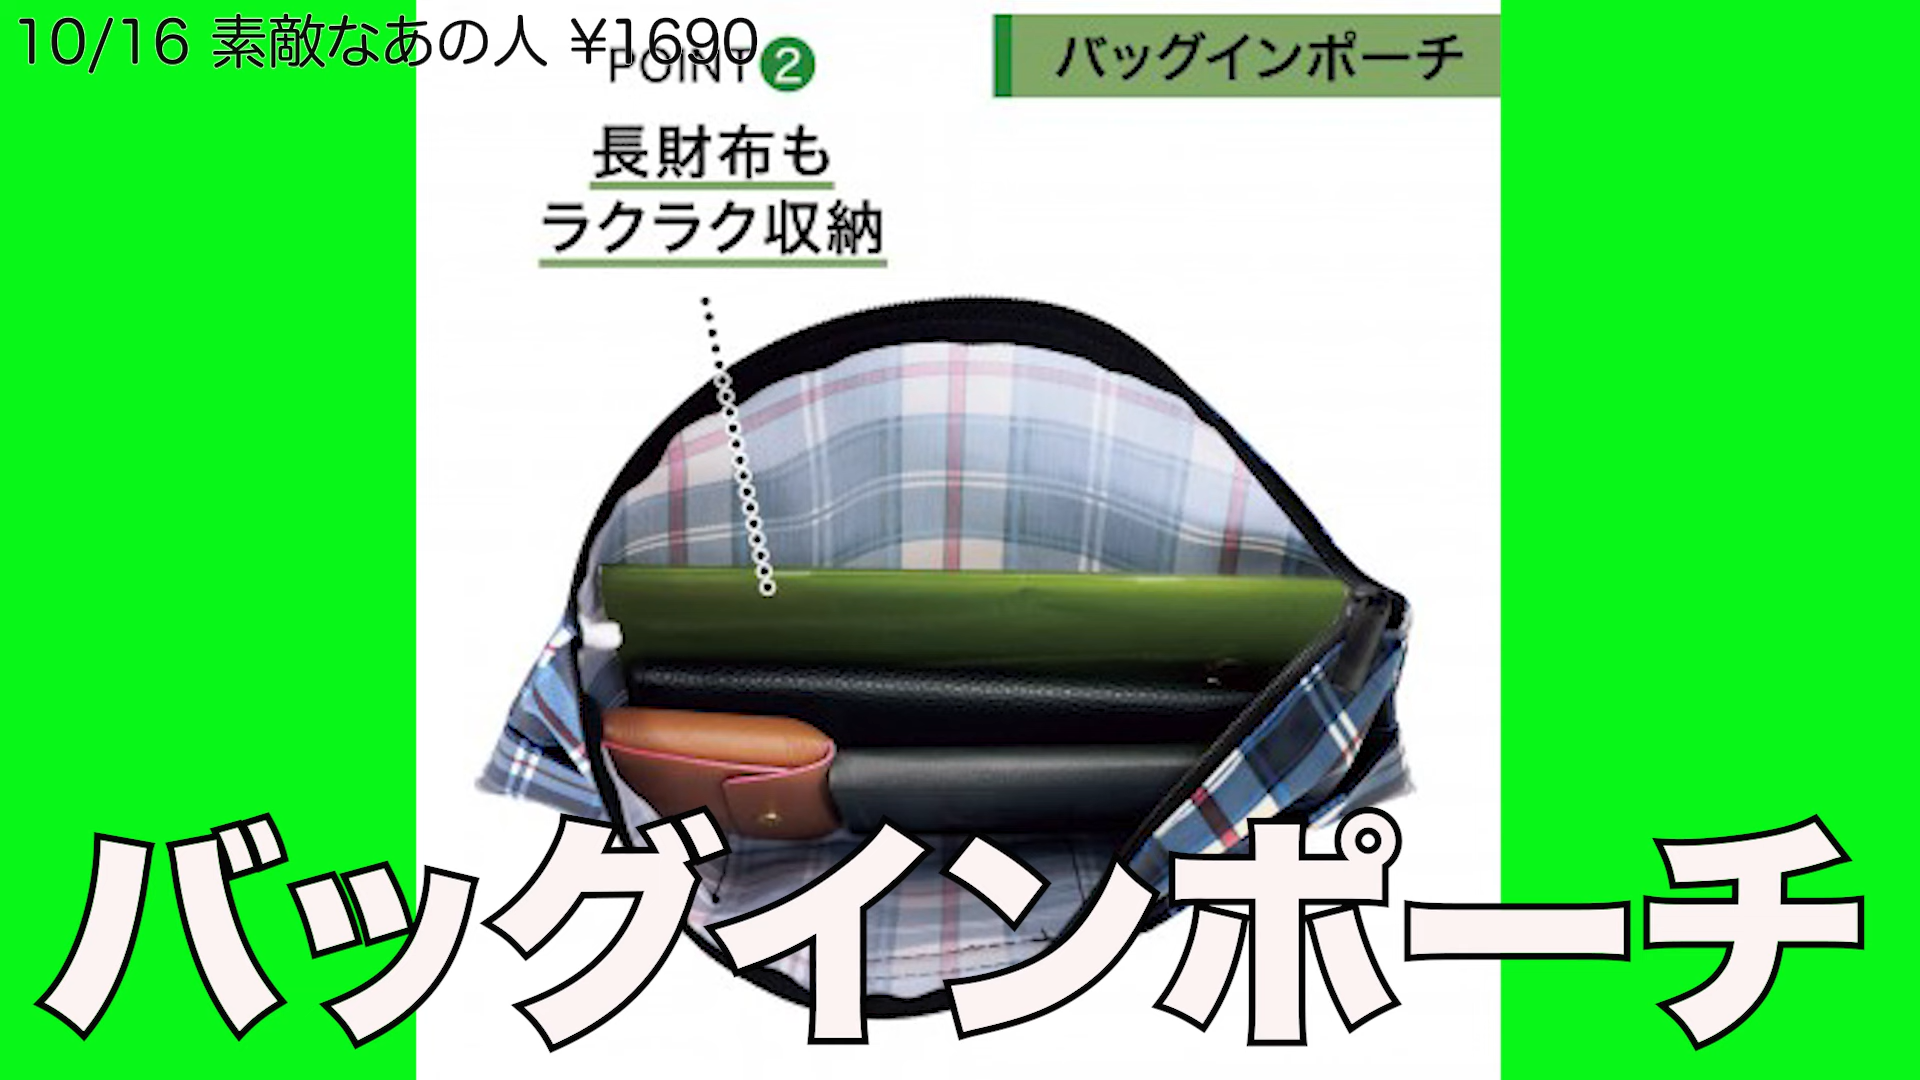 10/16 素敵なあの人 ¥1690
POINT 2
バッグインポーチ
長財布も
ラクラク収納
バッグインポーチ